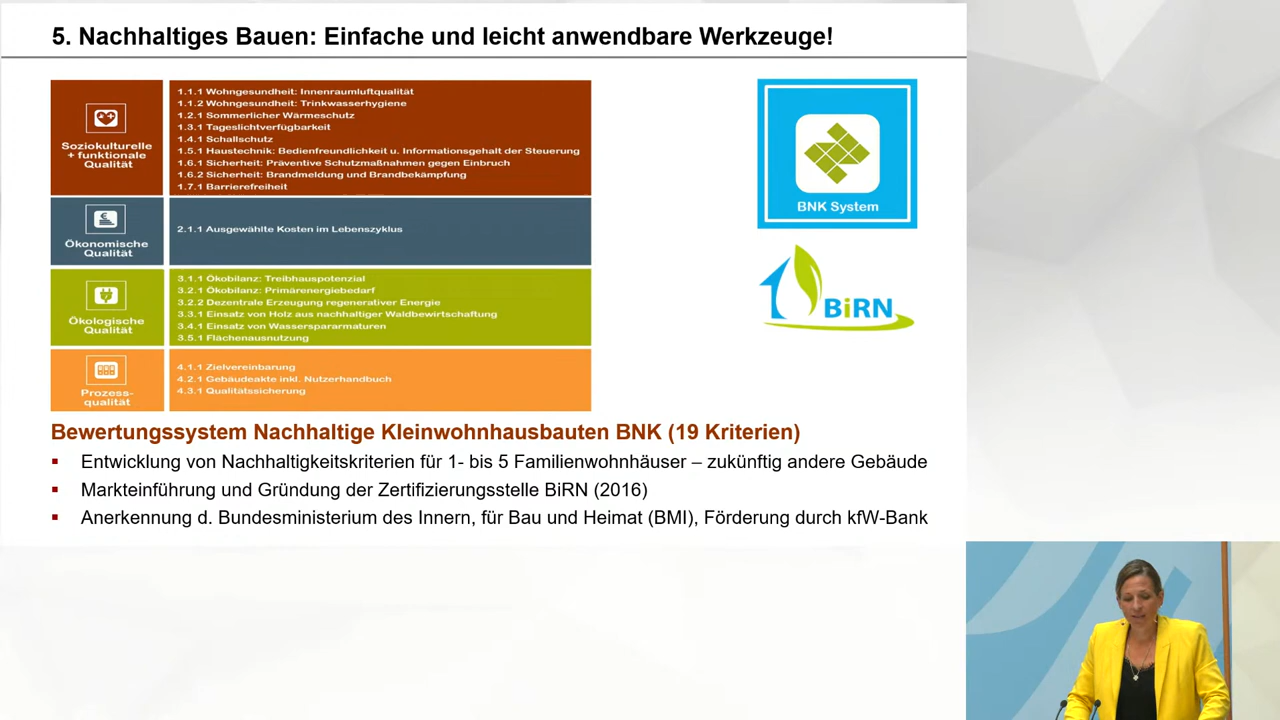 5. Nachhaltiges Bauen: Einfache und leicht anwendbare Werkzeuge!
Soziokulturelle
+ funktionale
Qualität
1.1.1 Wohngesundheit: Innenraumluftqualität
1.1.2 Wohngesundheit: Trinkwasserhygiene
1.2.1 Sommerlicher Wärmeschutz
1.3.1 Tageslichtverfügbarkeit
1.4.1 Schallschutz
1.5.1 Haustechnik: Bedienfreundlichkeit u. Informationsgehalt der Steuerung
1.6.1 Sicherheit: Präventive Schutzmaßnahmen gegen Einbruch
1.6.2 Sicherheit: Brandmeldung und Brandbekämpfung
1.7.1 Barrierefreiheit
Ökonomische
Qualität
2.1.1 Ausgewählte Kosten im Lebenszyklus
Ökologische
Qualität
3.1.1 Ökobilanz: Treibhauspotenzial
3.2.1 Ökobilanz: Primärenergiebedarf
3.2.2 Dezentrale Erzeugung regenerativer Energie
3.3.1 Einsatz von Holz aus nachhaltiger Waldbewirtschaftung
3.4.1 Einsatz von Wassersparamaturen
3.5.1 Flächenausnutzung
Prozess-
qualität
4.1.1 Zielvereinbarung
4.2.1 Gebäudeakte inkl. Nutzerhandbuch
4.3.1 Qualitätssicherung
BNK System
BiRN
Bewertungssystem Nachhaltige Kleinwohnhausbauten BNK (19 Kriterien)
▪ Entwicklung von Nachhaltigkeitskriterien für 1- bis 5 Familienwohnhäuser – zukünftig andere Gebäude
▪ Markteinführung und Gründung der Zertifizierungsstelle BiRN (2016)
▪ Anerkennung d. Bundesministerium des Innern, für Bau und Heimat (BMI), Förderung durch kfW-Bank